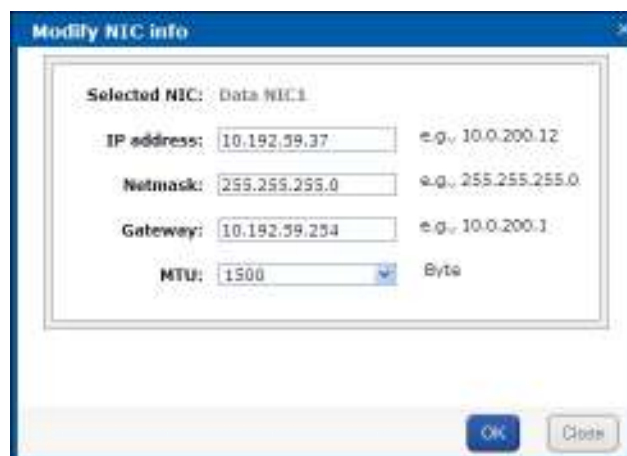 Modify NIC info
Selected NIC: Data NIC1
IP address: 10.192.59.37 e.g., 10.0.200.12
Netmask: 255.255.255.0 e.g., 255.255.255.0
Gateway: 10.192.59.254 e.g., 10.0.200.1
MTU: 1500 Byte
OK Close